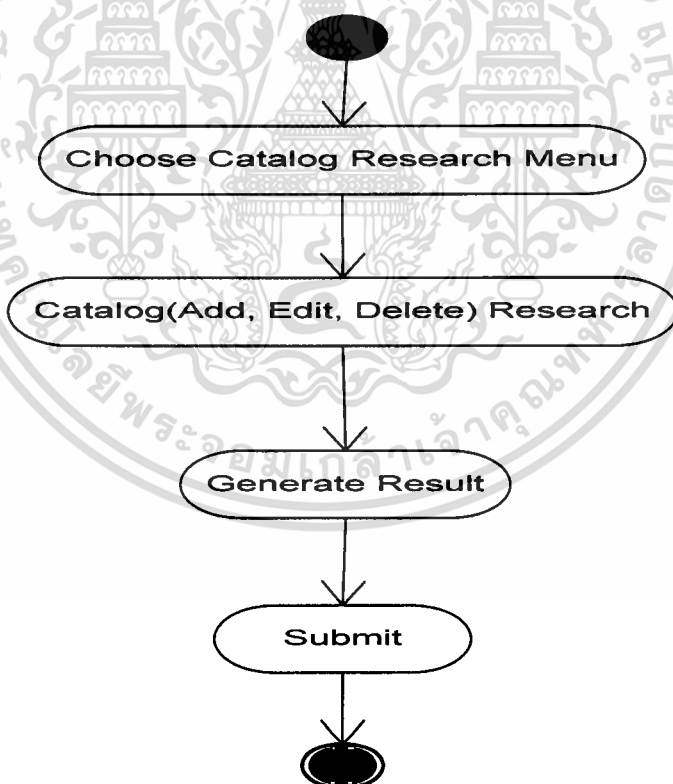 Choose Catalog Research Menu
Catalog(Add, Edit, Delete) Research
Generate Result
Submit